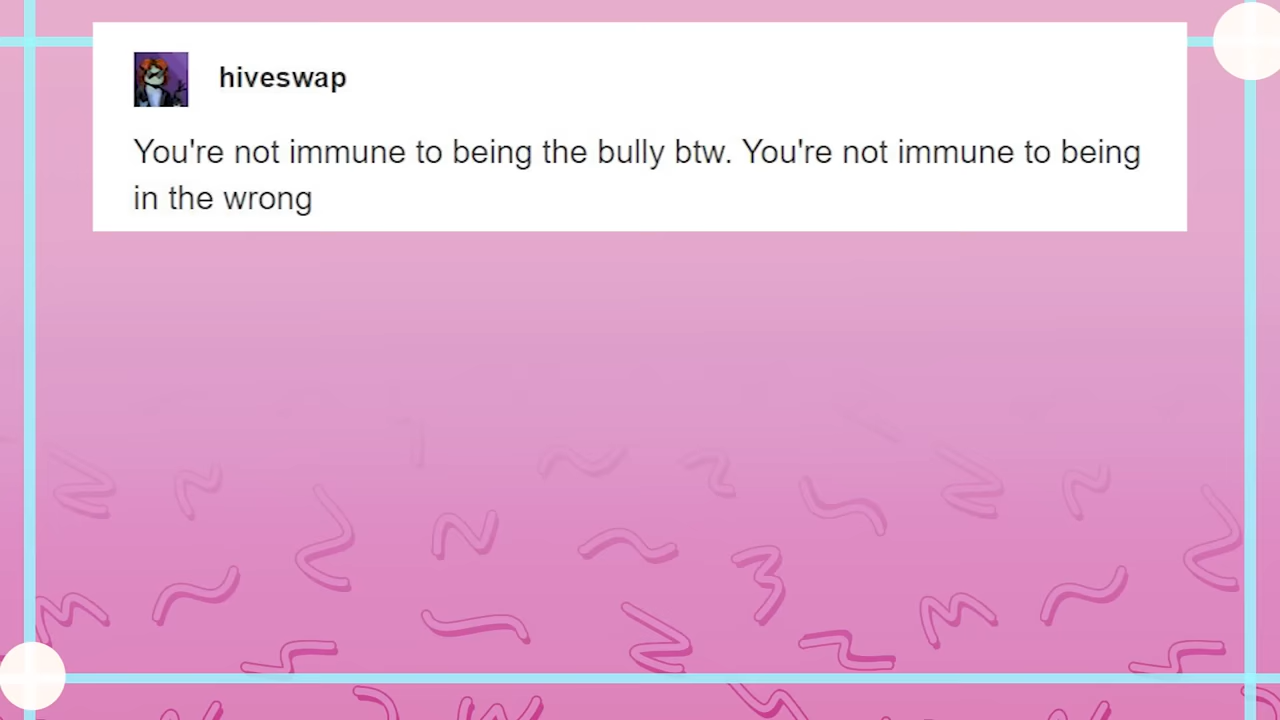 hiveswap
You're not immune to being the bully btw. You're not immune to being
in the wrong